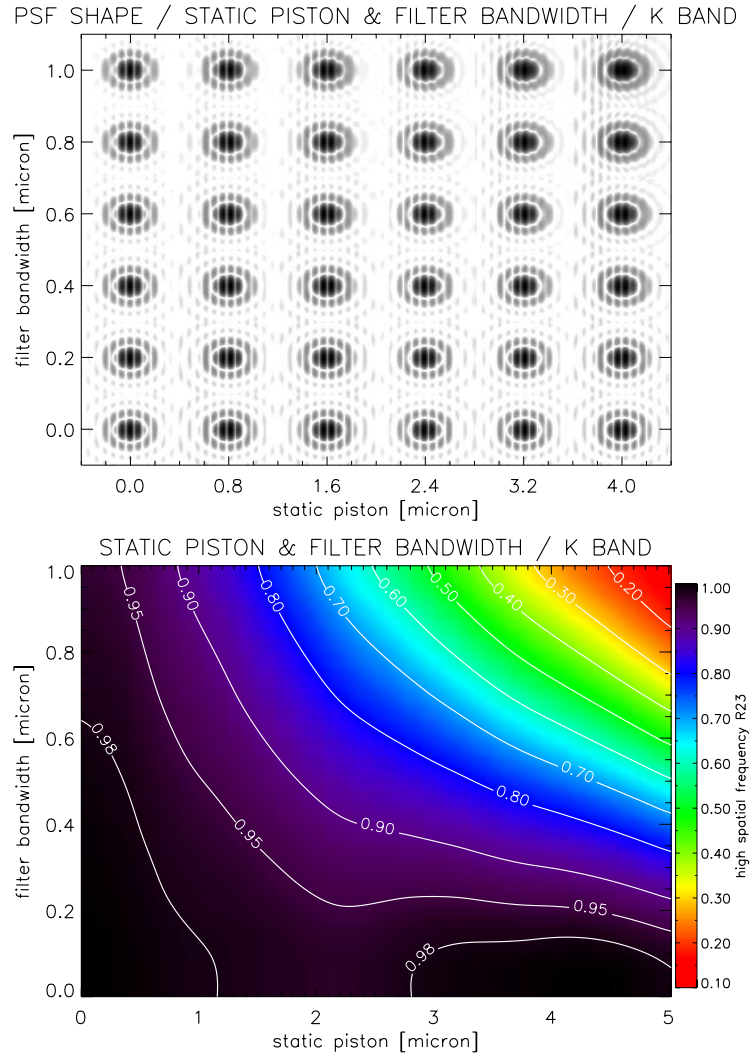 PSF SHAPE / STATIC PISTON & FILTER BANDWIDTH / K BAND
filter bandwidth [micron]
1.0
0.8
0.6
0.4
0.2
0.0
0.0 0.8 1.6 2.4 3.2 4.0
static piston [micron]
STATIC PISTON & FILTER BANDWIDTH / K BAND
filter bandwidth [micron]
1.0
0.8
0.6
0.4
0.2
0.0
0.95 0.90 0.80 0.70 0.60 0.50 0.40 0.30 0.20
0.98
0.70
0.80
0.90
0.95
0.95
0.98
0 1 2 3 4 5
static piston [micron]
1.00
0.90
0.80
0.70
0.60
0.50
0.40
0.30
0.20
0.10
high spatial frequency R23